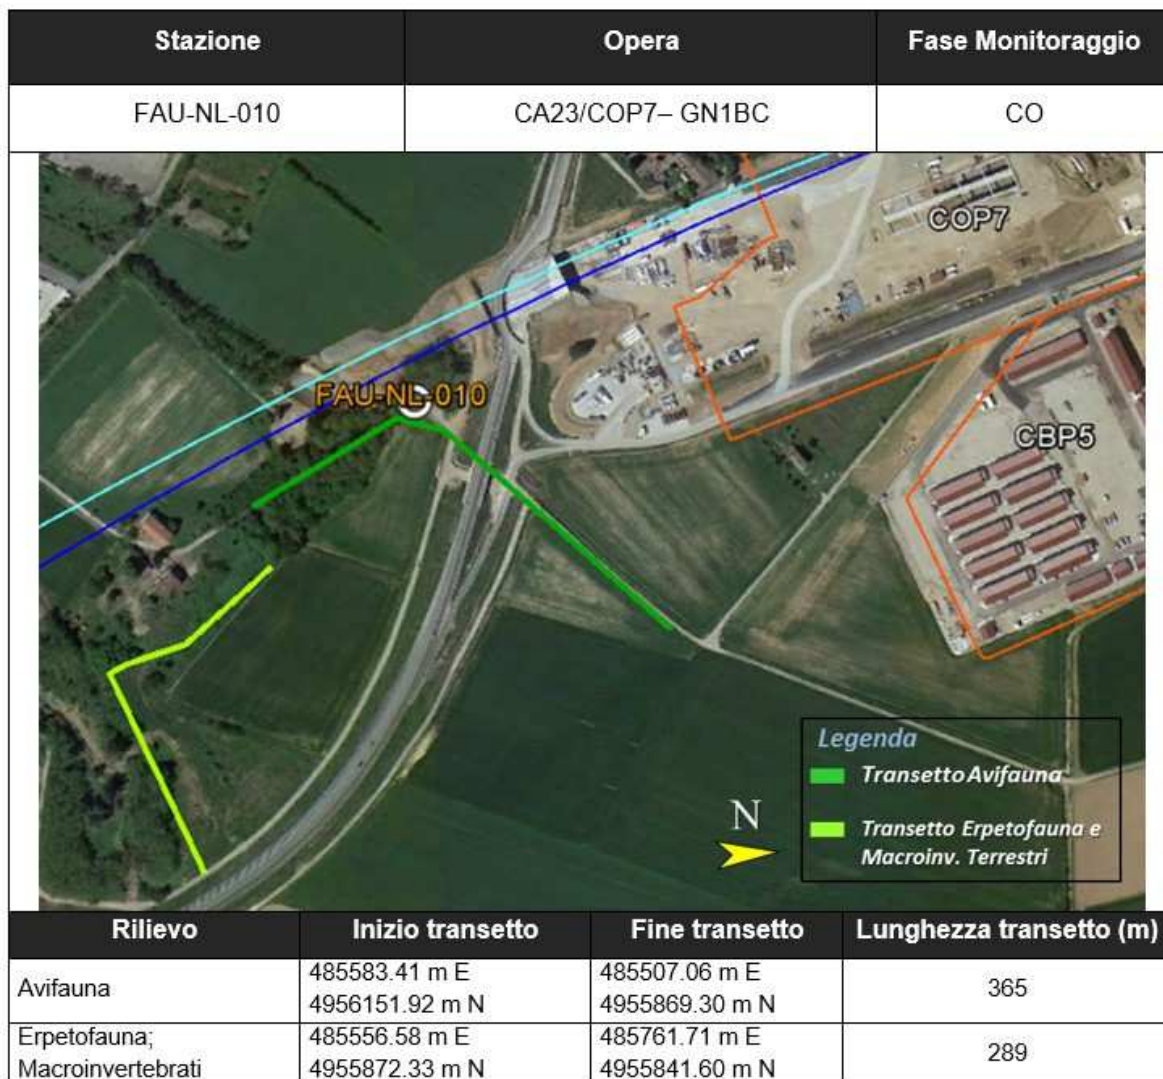 Stazione Opera Fase Monitoraggio
FAU-NL-010 CA23/COP7– GN1BC CO
COP7
FAU-NL-010
CBP5
Legenda
Transetto Avifauna
N
Transetto Erpetofauna e
Macroinv. Terrestri
Rilievo Inizio transetto Fine transetto Lunghezza transetto (m)
Avifauna 485583.41 m E 485507.06 m E 365
4956151.92 m N 4955869.30 m N
Erpetofauna; 485556.58 m E 485761.71 m E 289
Macroinvertebrati 4955872.33 m N 4955841.60 m N